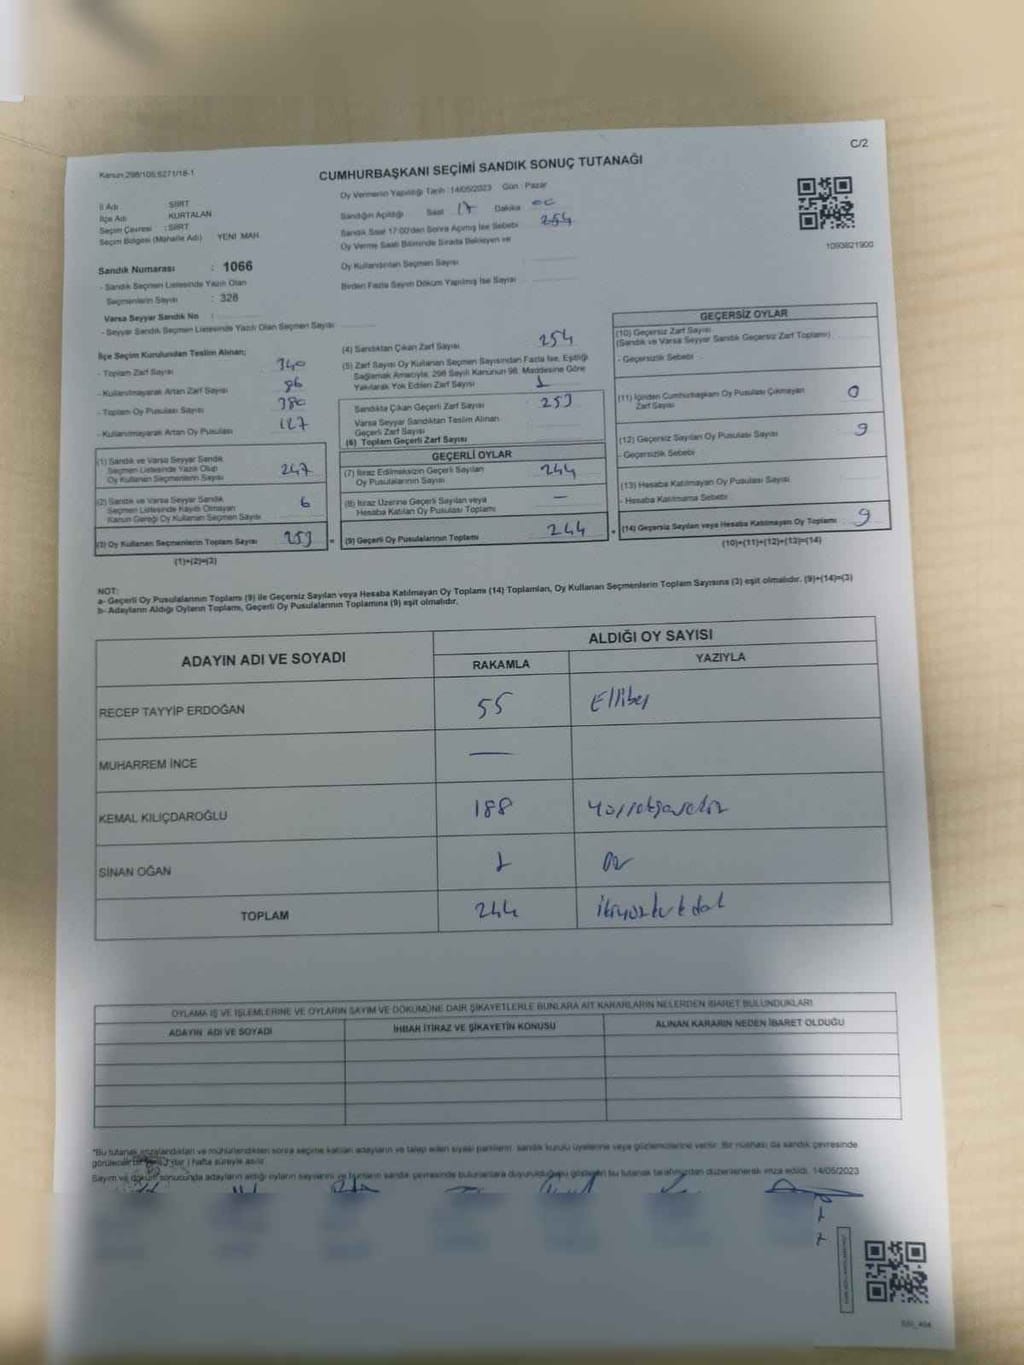 C/2
Kanun;298/105,6271/18-1
CUMHURBAŞKANI SEÇİMİ SANDIK SONUÇ TUTANAĞI
Oy Vermenin Yapıldığı Tarih :14/05/2023 Gün : Pazar
İl Adı : SİİRT
İlçe Adı : KURTALAN
Seçim Çevresi : SİİRT
Seçim Bölgesi (Mahalle Adı) YENİ MAH.
Sandığın Açıldığı Saat 17 Dakika 00
Sandık Saat 17:00'den Sonra Açılmış İse Sebebi 254
Oy Verme Saati Bitiminde Sırada Bekleyen ve
Oy Kullandırılan Seçmen Sayısı
Birden Fazla Sayım Döküm Yapılmış İse Sayısı
1093821900
Sandık Numarası : 1066
- Sandık Seçmen Listesinde Yazılı Olan
Seçmenlerin Sayısı : 328
Varsa Seyyar Sandık No :
- Seyyar Sandık Seçmen Listesinde Yazılı Olan Seçmen Sayısı
İlçe Seçim Kurulundan Teslim Alınan;
- Toplam Zarf Sayısı 340
- Kullanılmayarak Artan Zarf Sayısı 86
- Toplam Oy Pusulası Sayısı 380
- Kullanılmayarak Artan Oy Pusulası 127
(1) Sandık ve Varsa Seyyar Sandık
Seçmen Listesinde Yazılı Olup
Oy Kullanan Seçmenlerin Sayısı 247
(2) Sandık ve Varsa Seyyar Sandık
Seçmen Listesinde Kayıtlı Olmayan
Kanun Gereği Oy Kullanan Seçmen Sayısı 6
(3) Oy Kullanan Seçmenlerin Toplam Sayısı 253
(1)+(2)=(3)
(4) Sandıktan Çıkan Zarf Sayısı 254
(5) Zarf Sayısı Oy Kullanan Seçmen Sayısından Fazla İse, Eşitliği
Sağlamak Amacıyla, 298 Sayılı Kanunun 98. Maddesine Göre
Yakılarak Yok Edilen Zarf Sayısı 1
Sandıkta Çıkan Geçerli Zarf Sayısı 253
Varsa Seyyar Sandıktan Teslim Alınan
Geçerli Zarf Sayısı
(6) Toplam Geçerli Zarf Sayısı
GEÇERLİ OYLAR
(7) İtiraz Edilmeksizin Geçerli Sayılan
Oy Pusulalarının Sayısı 244
(8) İtiraz Üzerine Geçerli Sayılan veya
Hesaba Katılan Oy Pusulası Toplamı —
= (9) Geçerli Oy Pusulalarının Toplamı 244
GEÇERSİZ OYLAR
(10) Geçersiz Zarf Sayısı
(Sandık ve Varsa Seyyar Sandık Geçersiz Zarf Toplamı)
- Geçersizlik Sebebi
(11) İçinden Cumhurbaşkanı Oy Pusulası Çıkmayan
Zarf Sayısı 0
(12) Geçersiz Sayılan Oy Pusulası Sayısı 9
- Geçersizlik Sebebi
(13) Hesaba Katılmayan Oy Pusulası Sayısı
- Hesaba Katılmama Sebebi
+ (14) Geçersiz Sayılan veya Hesaba Katılmayan Oy Toplamı 9
(10)+(11)+(12)+(13)=(14)
NOT:
a- Geçerli Oy Pusulalarının Toplamı (9) ile Geçersiz Sayılan veya Hesaba Katılmayan Oy Toplamı (14) Toplamları, Oy Kullanan Seçmenlerin Toplam Sayısına (3) eşit olmalıdır. (9)+(14)=(3)
b- Adayların Aldığı Oyların Toplamı, Geçerli Oy Pusulalarının Toplamına (9) eşit olmalıdır.
ADAYIN ADI VE SOYADI ALDIĞI OY SAYISI
RAKAMLA YAZIYLA
RECEP TAYYİP ERDOĞAN 55 Ellibeş
MUHARREM İNCE —
KEMAL KILIÇDAROĞLU 188
SİNAN OĞAN 1
TOPLAM 244
OYLAMA İŞ VE İŞLEMLERİNE VE OYLARIN SAYIM VE DÖKÜMÜNE DAİR ŞİKAYETLERLE BUNLARA AİT KARARLARIN NELERDEN İBARET BULUNDUKLARI
ADAYIN ADI VE SOYADI İHBAR İTİRAZ VE ŞİKAYETİN KONUSU ALINAN KARARIN NEDEN İBARET OLDUĞU
*Bu tutanak imzalandıktan ve mühürlendikten sonra seçime katılan adayların ve talep eden siyasi partilerin sandık kurulu üyelerine veya gözlemcilerine verilir. Bir nüshası da sandık çevresinde
görülecek bir yere 1 hafta süreyle asılır.
Sayım ve döküm sonucunda adayların aldığı oyların sayılarını ve bunların sandık çevresinde bulunanlara duyurulduğunu gösteren bu tutanak tarafımızdan düzenlenerek imza edildi. 14/05/2023